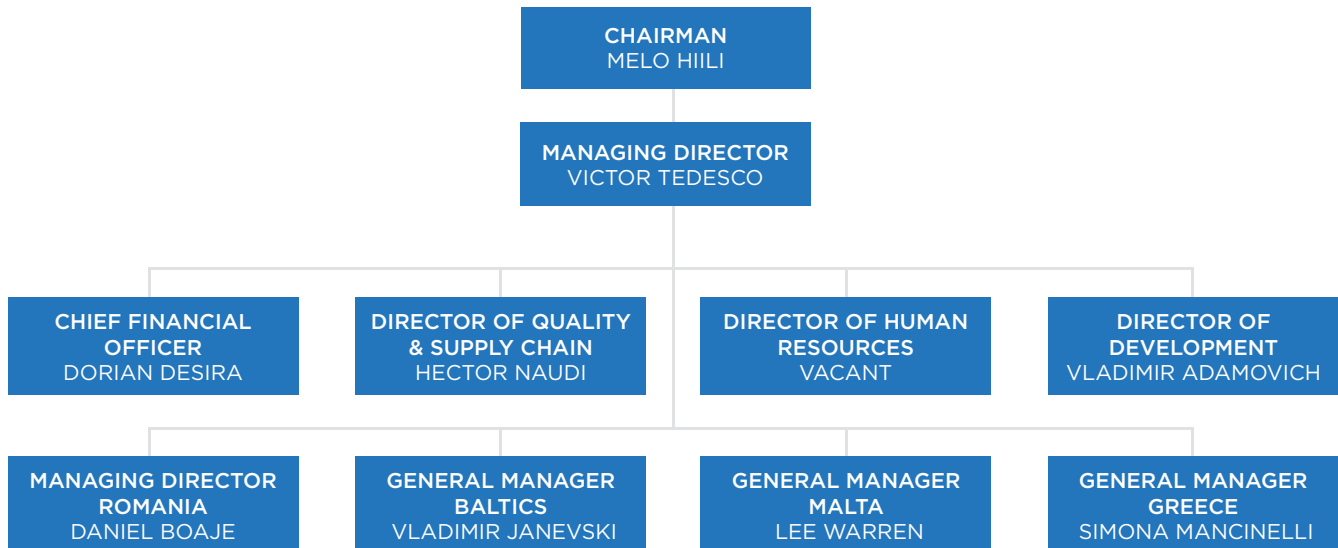 CHAIRMAN
MELO HIILI
MANAGING DIRECTOR
VICTOR TEDESCO
CHIEF FINANCIAL
OFFICER
DORIAN DESIRA
DIRECTOR OF QUALITY
& SUPPLY CHAIN
HECTOR NAUDI
DIRECTOR OF HUMAN
RESOURCES
VACANT
DIRECTOR OF
DEVELOPMENT
VLADIMIR ADAMOVICH
MANAGING DIRECTOR
ROMANIA
DANIEL BOAJE
GENERAL MANAGER
BALTICS
VLADIMIR JANEVSKI
GENERAL MANAGER
MALTA
LEE WARREN
GENERAL MANAGER
GREECE
SIMONA MANCINELLI